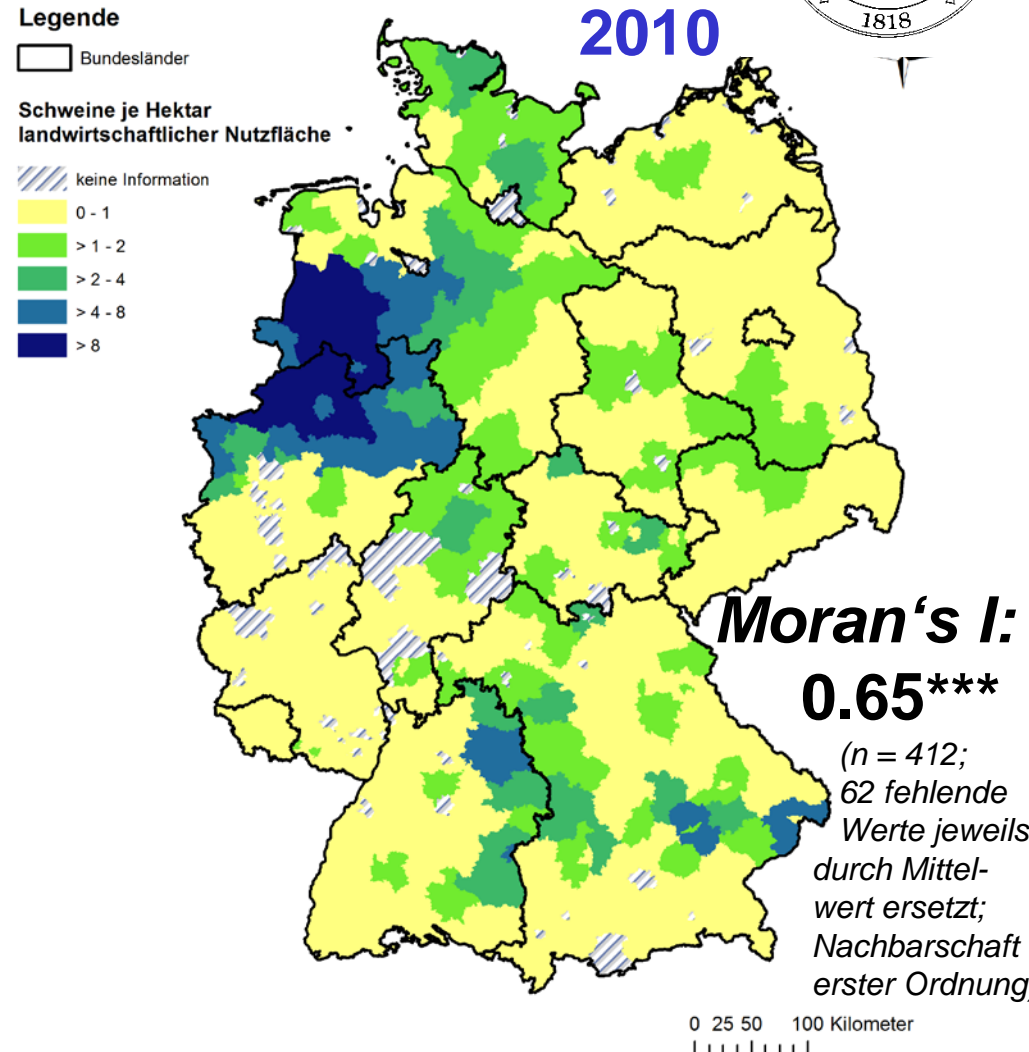 Legende
Bundesländer
Schweine je Hektar
landwirtschaftlicher Nutzfläche
keine Information
0 - 1
> 1 - 2
> 2 - 4
> 4 - 8
> 8
2010
1818
Moran‘s I:
0.65***
(n = 412;
62 fehlende
Werte jeweils
durch Mittel-
wert ersetzt;
Nachbarschaft
erster Ordnung,
0 25 50 100 Kilometer